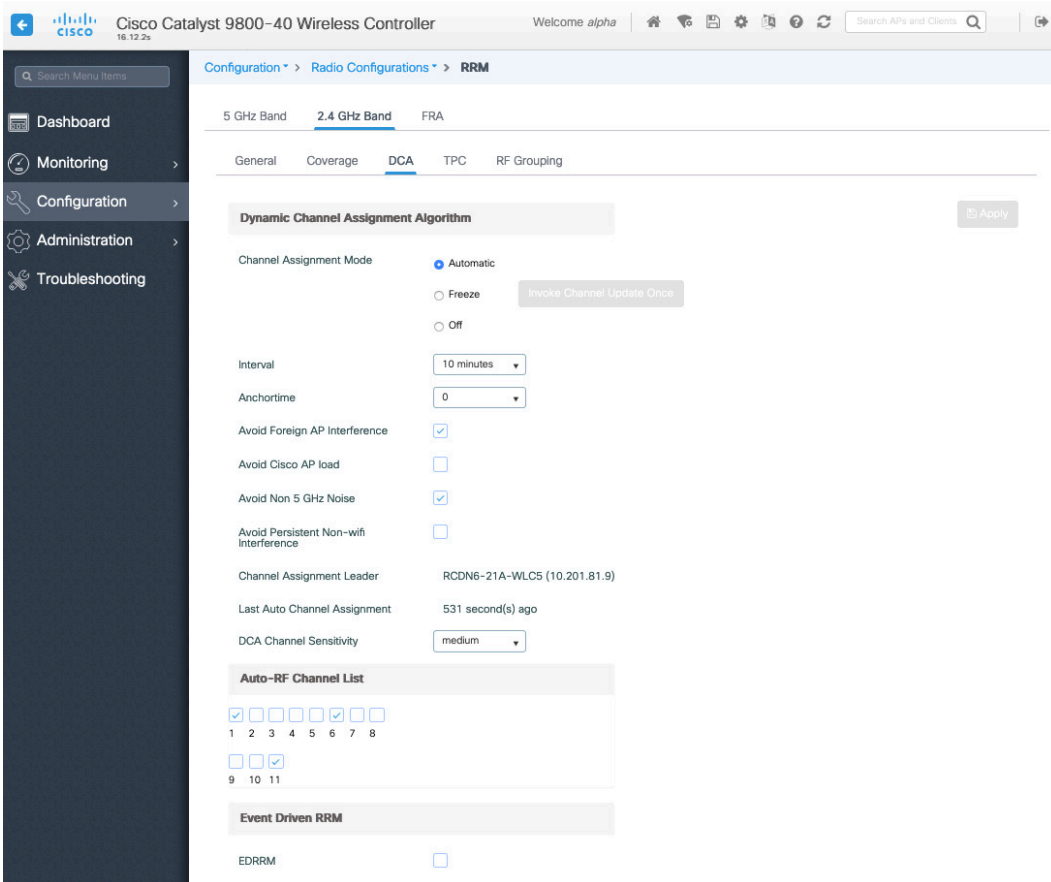 CISCO
Cisco Catalyst 9800-40 Wireless Controller
16.12.2s
Welcome alpha
Search APs and Clients
Search Menu Items
Dashboard
Monitoring
Configuration
Administration
Troubleshooting
Configuration > Radio Configurations > RRM
5 GHz Band 2.4 GHz Band FRA
General Coverage DCA TPC RF Grouping
Dynamic Channel Assignment Algorithm
Apply
Channel Assignment Mode
Automatic
Freeze
Invoke Channel Update Once
Off
Interval 10 minutes
Anchortime 0
Avoid Foreign AP Interference
Avoid Cisco AP load
Avoid Non 5 GHz Noise
Avoid Persistent Non-wifi
Interference
Channel Assignment Leader RCDN6-21A-WLC5 (10.201.81.9)
Last Auto Channel Assignment 531 second(s) ago
DCA Channel Sensitivity medium
Auto-RF Channel List
1 2 3 4 5 6 7 8
9 10 11
Event Driven RRM
EDRRM